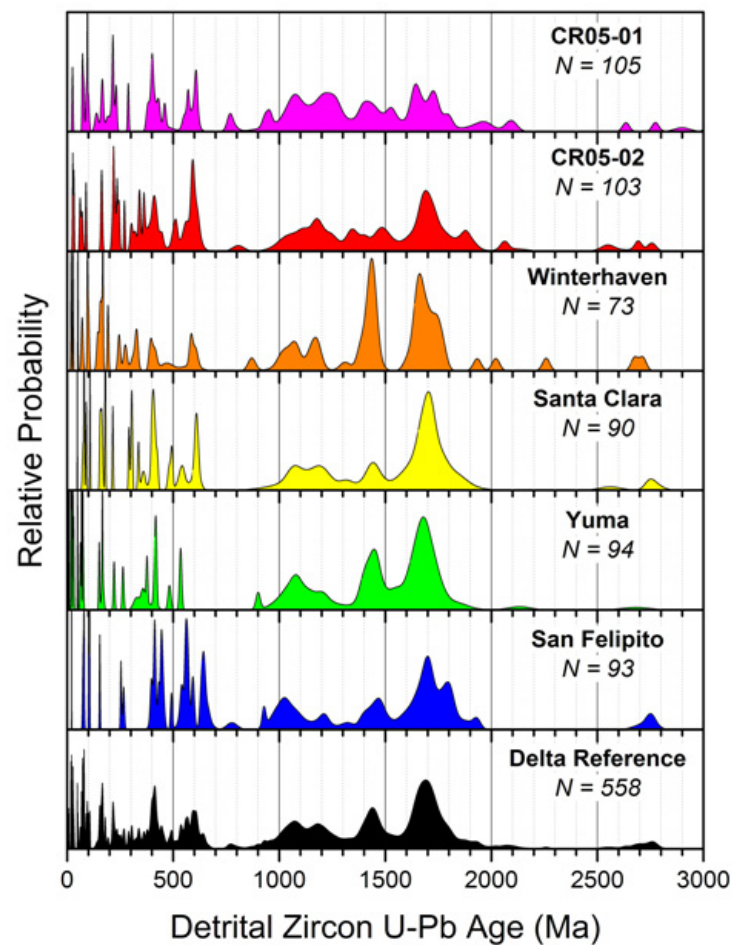 CR05-01
N = 105
CR05-02
N = 103
Winterhaven
N = 73
Santa Clara
N = 90
Yuma
N = 94
San Felipito
N = 93
Delta Reference
N = 558
Relative Probability
0 500 1000 1500 2000 2500 3000
Detrital Zircon U-Pb Age (Ma)